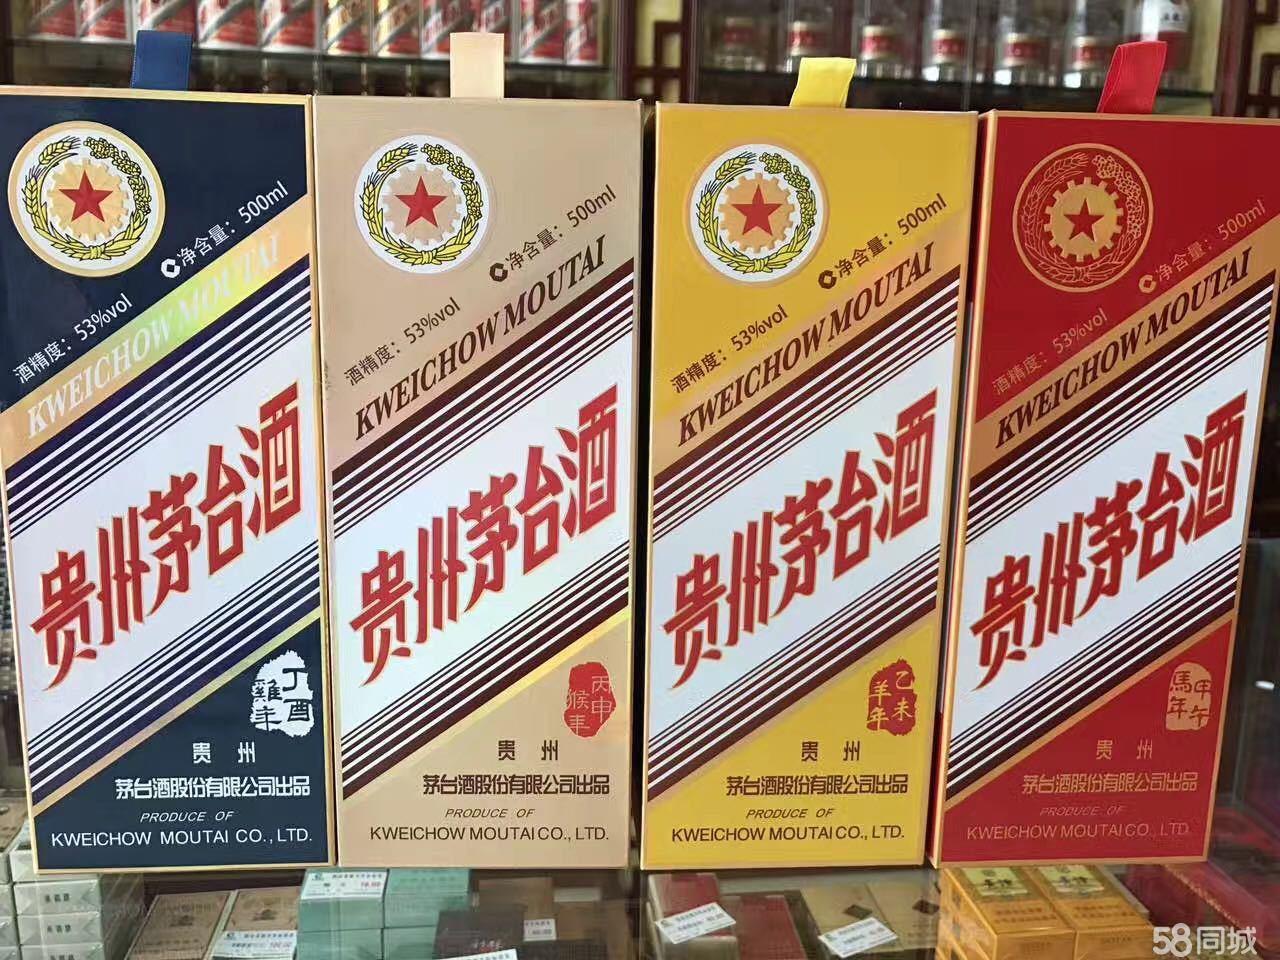 净含量：500ml
酒精度：53%vol
KWEICHOW MOUTAI
贵州茅台酒
丁酉
雞年
贵州
茅台酒股份有限公司出品
PRODUCE OF
KWEICHOW MOUTAI CO., LTD.
净含量：500ml
酒精度：53%vol
KWEICHOW MOUTAI
贵州茅台酒
丙申
猴年
贵州
茅台酒股份有限公司出品
PRODUCE OF
KWEICHOW MOUTAI CO., LTD.
净含量：500ml
酒精度：53%vol
KWEICHOW MOUTAI
贵州茅台酒
乙未
羊年
贵州
茅台酒股份有限公司出品
PRODUCE OF
KWEICHOW MOUTAI CO., LTD.
净含量：500ml
酒精度：53%vol
KWEICHOW MOUTAI
贵州茅台酒
甲午
馬年
贵州
茅台酒股份有限公司出品
PRODUCE OF
KWEICHOW MOUTAI CO., LTD.
58同城